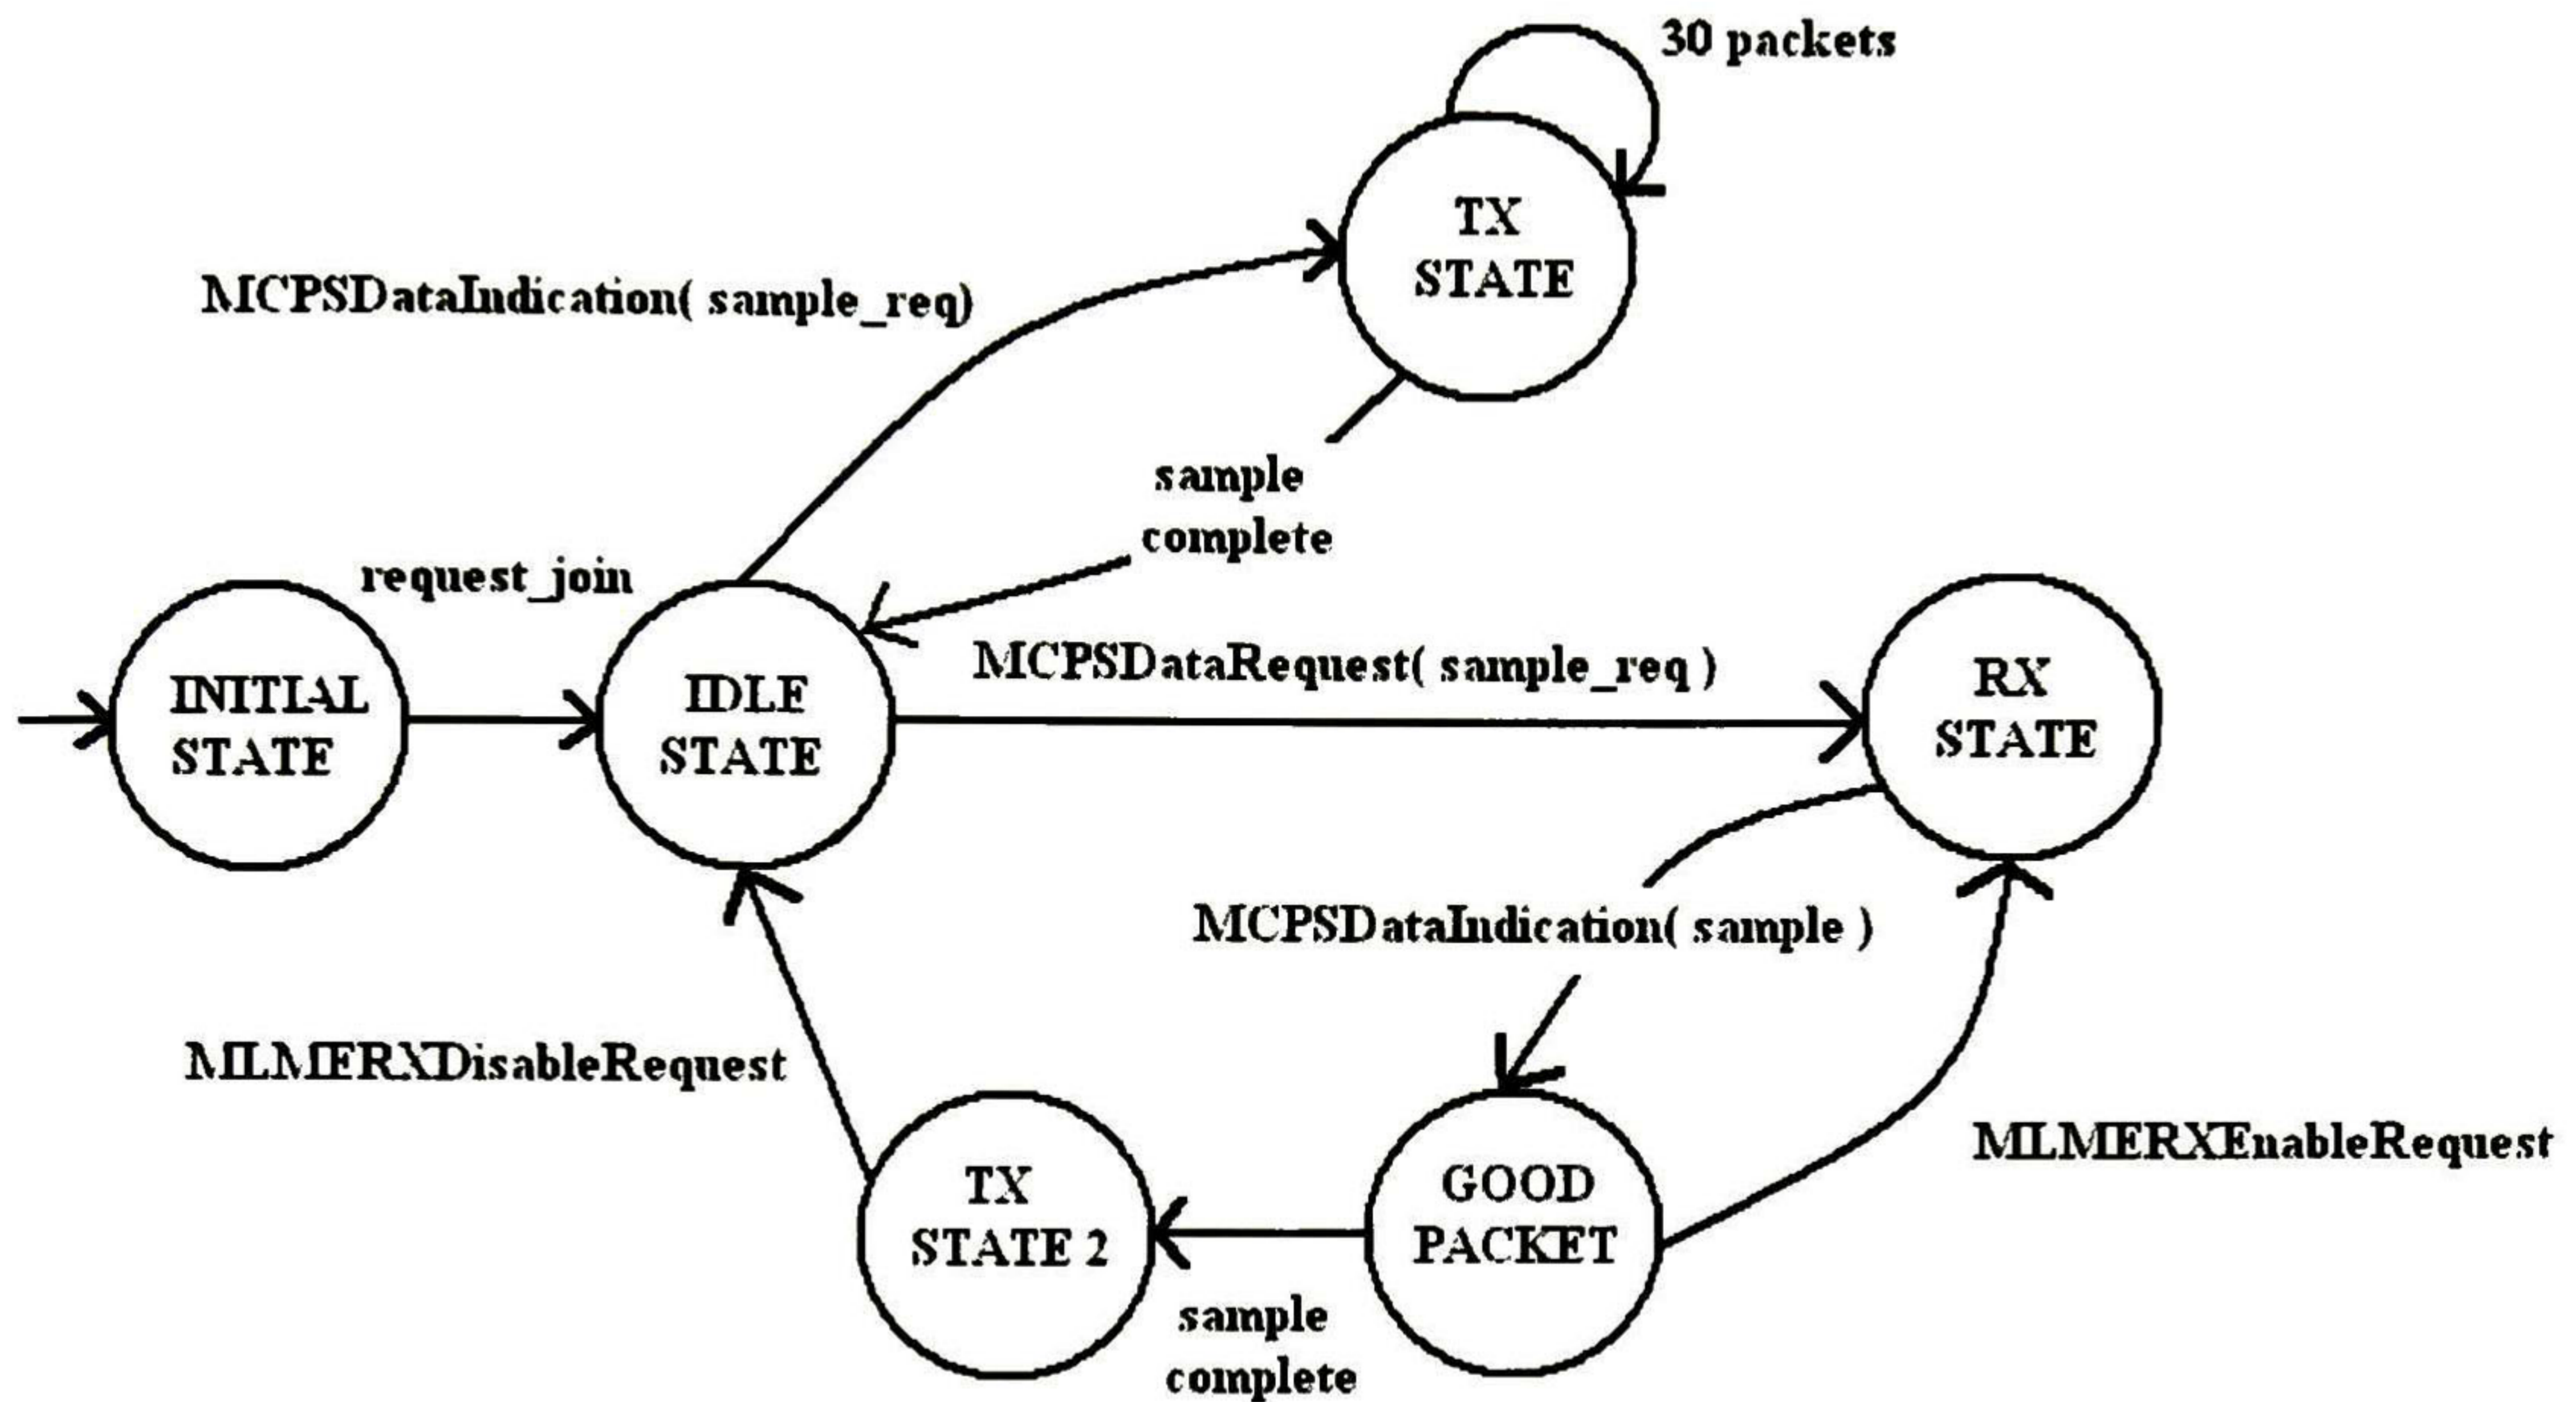 30 packets
TX
STATE
MCPSDataIndication( sample_req)
sample
complete
request_join
INITIAL
STATE
IDLE
STATE
MCPSDataRequest( sample_req )
RX
STATE
MCPSDataIndication( sample )
MLMERXDisableRequest
MLMERXEnableRequest
TX
STATE 2
GOOD
PACKET
sample
complete